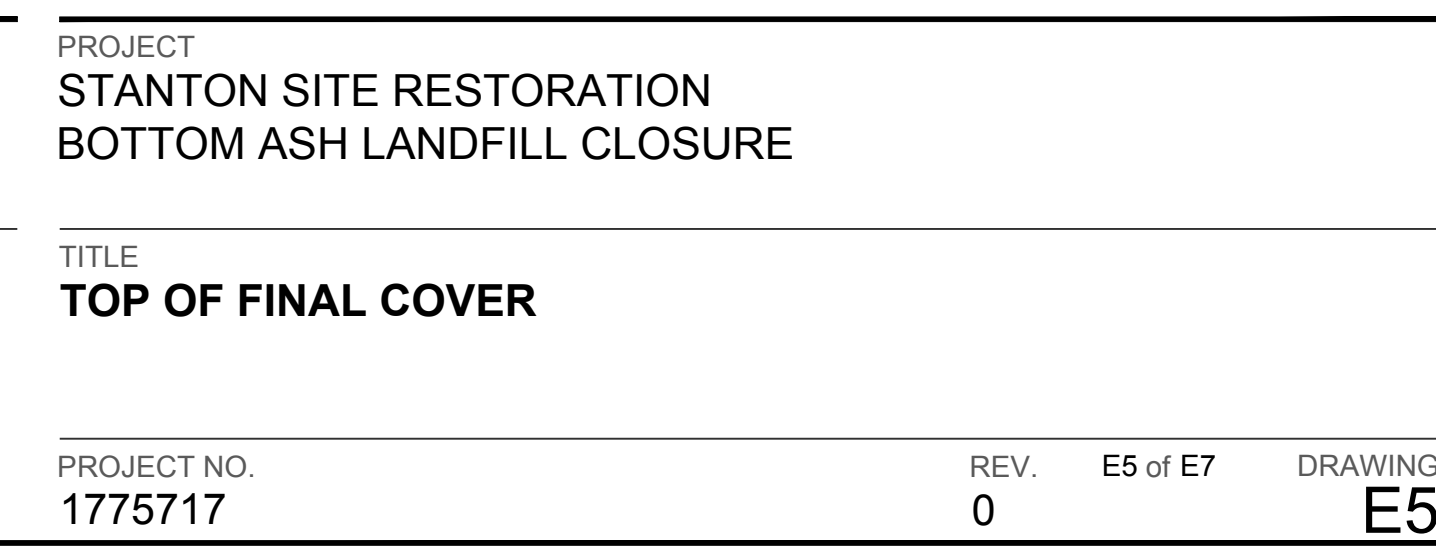 PROJECT
STANTON SITE RESTORATION
BOTTOM ASH LANDFILL CLOSURE
TITLE
TOP OF FINAL COVER
PROJECT NO. REV. E5 of E7 DRAWING
1775717 0 E5